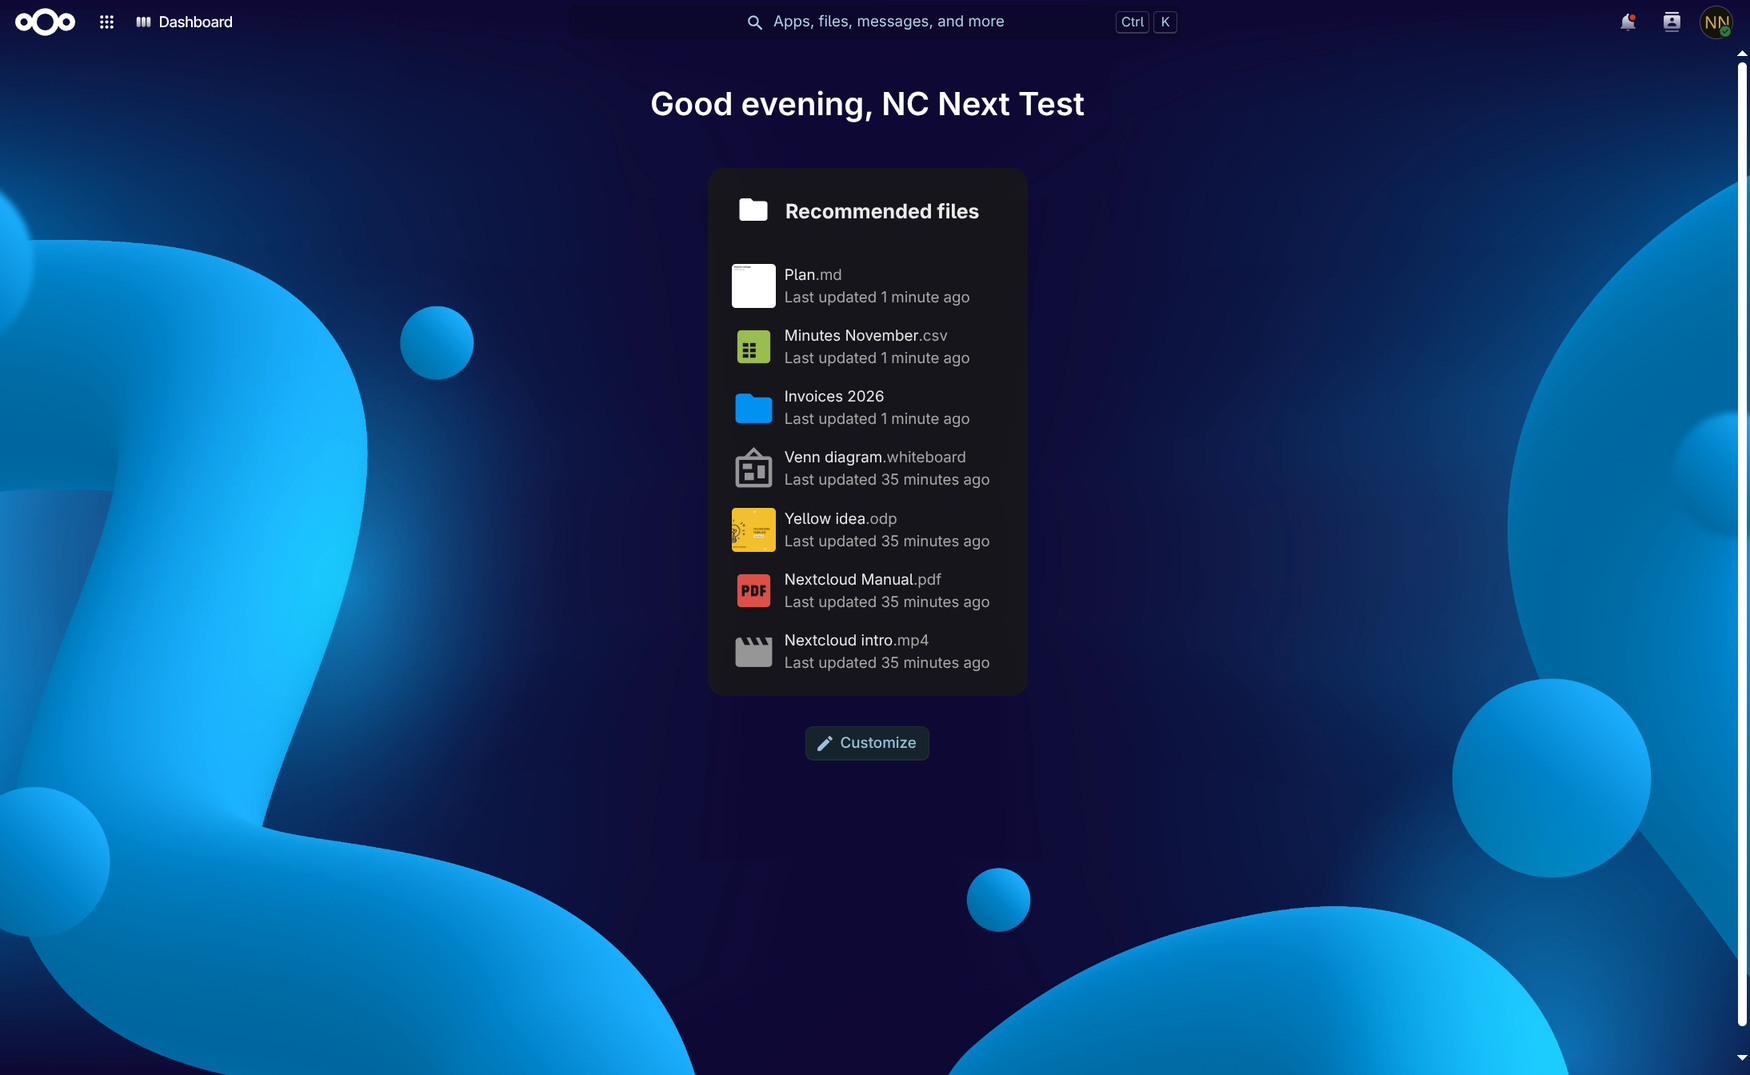 Dashboard
Apps, files, messages, and more
Ctrl K
NN
Good evening, NC Next Test
Recommended files
Plan.md
Last updated 1 minute ago
Minutes November.csv
Last updated 1 minute ago
Invoices 2026
Last updated 1 minute ago
Venn diagram.whiteboard
Last updated 35 minutes ago
Yellow idea.odp
Last updated 35 minutes ago
PDF
Nextcloud Manual.pdf
Last updated 35 minutes ago
Nextcloud intro.mp4
Last updated 35 minutes ago
Customize